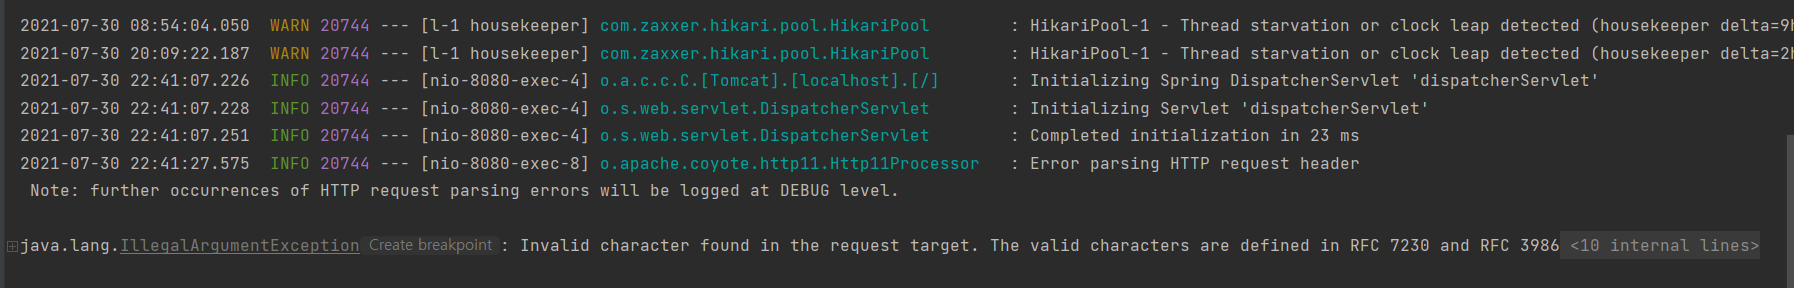 2021-07-30 08:54:04.050  WARN 20744 --- [l-1 housekeeper] com.zaxxer.hikari.pool.HikariPool        : HikariPool-1 - Thread starvation or clock leap detected (housekeeper delta=9h
2021-07-30 20:09:22.187  WARN 20744 --- [l-1 housekeeper] com.zaxxer.hikari.pool.HikariPool        : HikariPool-1 - Thread starvation or clock leap detected (housekeeper delta=2h
2021-07-30 22:41:07.226  INFO 20744 --- [nio-8080-exec-4] o.a.c.c.C.[Tomcat].[localhost].[/]       : Initializing Spring DispatcherServlet 'dispatcherServlet'
2021-07-30 22:41:07.228  INFO 20744 --- [nio-8080-exec-4] o.s.web.servlet.DispatcherServlet        : Initializing Servlet 'dispatcherServlet'
2021-07-30 22:41:07.251  INFO 20744 --- [nio-8080-exec-4] o.s.web.servlet.DispatcherServlet        : Completed initialization in 23 ms
2021-07-30 22:41:27.575  INFO 20744 --- [nio-8080-exec-8] o.apache.coyote.http11.Http11Processor   : Error parsing HTTP request header
 Note: further occurrences of HTTP request parsing errors will be logged at DEBUG level.
java.lang.IllegalArgumentException Create breakpoint : Invalid character found in the request target. The valid characters are defined in RFC 7230 and RFC 3986 <10 internal lines>